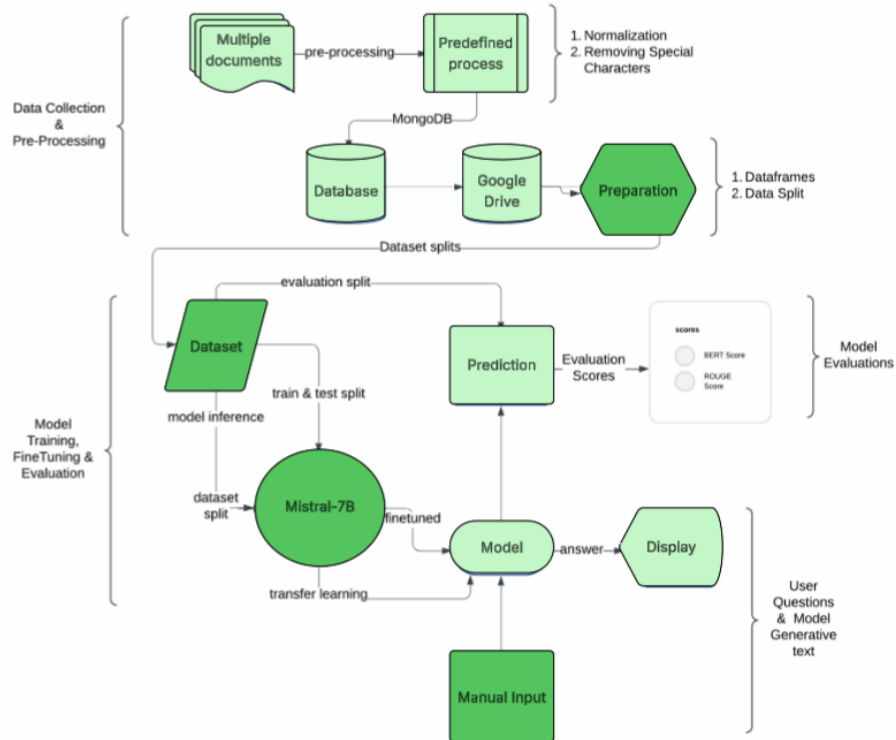 Multiple
documents
pre-processing
Predefined
process
1. Normalization
2. Removing Special
Characters
Data Collection
&
Pre-Processing
MongoDB
Database
Google
Drive
Preparation
1. Dataframes
2. Data Split
Dataset splits
evaluation split
Dataset
Prediction
Evaluation
Scores
scores
BERT Score
ROUGE
Score
Model
Evaluations
train & test split
model inference
Model
Training,
FineTuning &
Evaluation
dataset
split
Mistral-7B
finetuned
Model
answer
Display
transfer learning
User
Questions
& Model
Generative
text
Manual Input